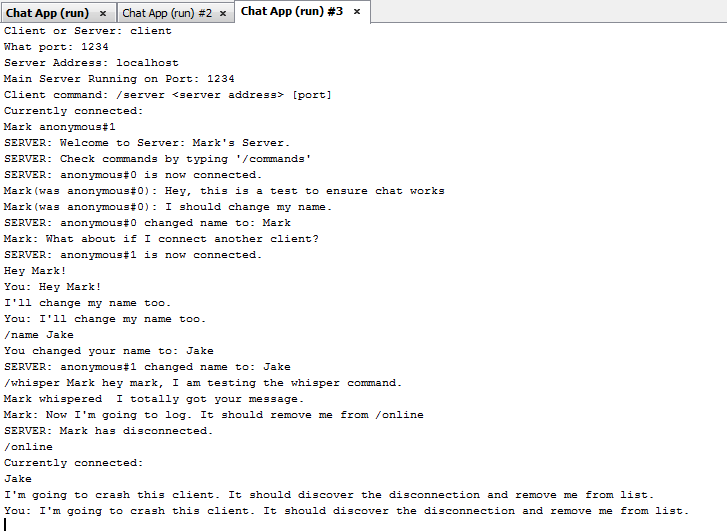 Chat App (run) × Chat App (run) #2 × Chat App (run) #3 ×
Client or Server: client
What port: 1234
Server Address: localhost
Main Server Running on Port: 1234
Client command: /server <server address> [port]
Currently connected:
Mark anonymous#1
SERVER: Welcome to Server: Mark's Server.
SERVER: Check commands by typing '/commands'
SERVER: anonymous#0 is now connected.
Mark(was anonymous#0): Hey, this is a test to ensure chat works
Mark(was anonymous#0): I should change my name.
SERVER: anonymous#0 changed name to: Mark
Mark: What about if I connect another client?
SERVER: anonymous#1 is now connected.
Hey Mark!
You: Hey Mark!
I'll change my name too.
You: I'll change my name too.
/name Jake
You changed your name to: Jake
SERVER: anonymous#1 changed name to: Jake
/whisper Mark hey mark, I am testing the whisper command.
Mark whispered  I totally got your message.
Mark: Now I'm going to log. It should remove me from /online
SERVER: Mark has disconnected.
/online
Currently connected:
Jake
I'm going to crash this client. It should discover the disconnection and remove me from list.
You: I'm going to crash this client. It should discover the disconnection and remove me from list.